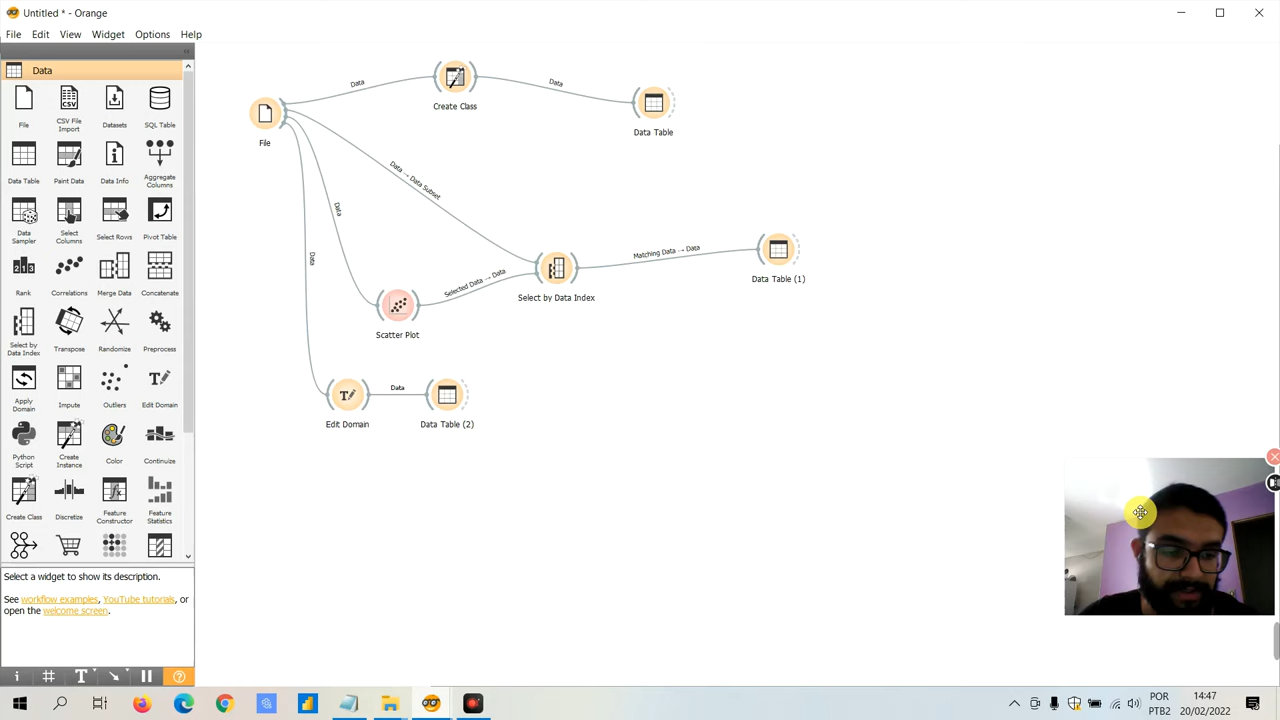 Untitled * - Orange
File Edit View Widget Options Help
Data
File
CSV File Import
Datasets
SQL Table
Data Table
Paint Data
Data Info
Aggregate Columns
Data Sampler
Select Columns
Select Rows
Pivot Table
Rank
Correlations
Merge Data
Concatenate
Select by Data Index
Transpose
Randomize
Preprocess
Apply Domain
Impute
Outliers
Edit Domain
Python Script
Create Instance
Color
Continuize
Create Class
Discretize
Feature Constructor
Feature Statistics
Select a widget to show its description.
See workflow examples, YouTube tutorials, or
open the welcome screen.
File
Data
Create Class
Data
Data Table
Data → Data Subset
Data
Data
Scatter Plot
Selected Data → Data
Select by Data Index
Matching Data → Data
Data Table (1)
Edit Domain
Data
Data Table (2)
POR
PTB2
14:47
20/02/2022